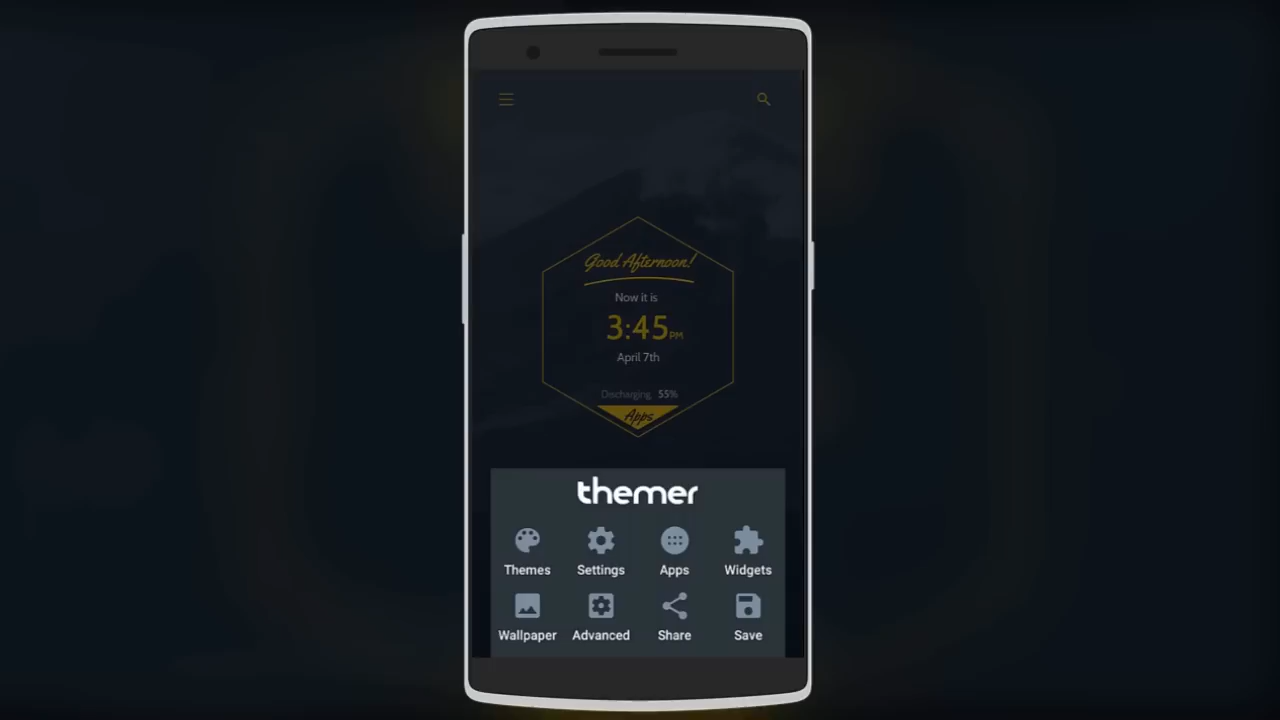 Good Afternoon!
Now it is
3:45PM
April 7th
Discharging 55%
Apps
themer
Themes Settings Apps Widgets
Wallpaper Advanced Share Save